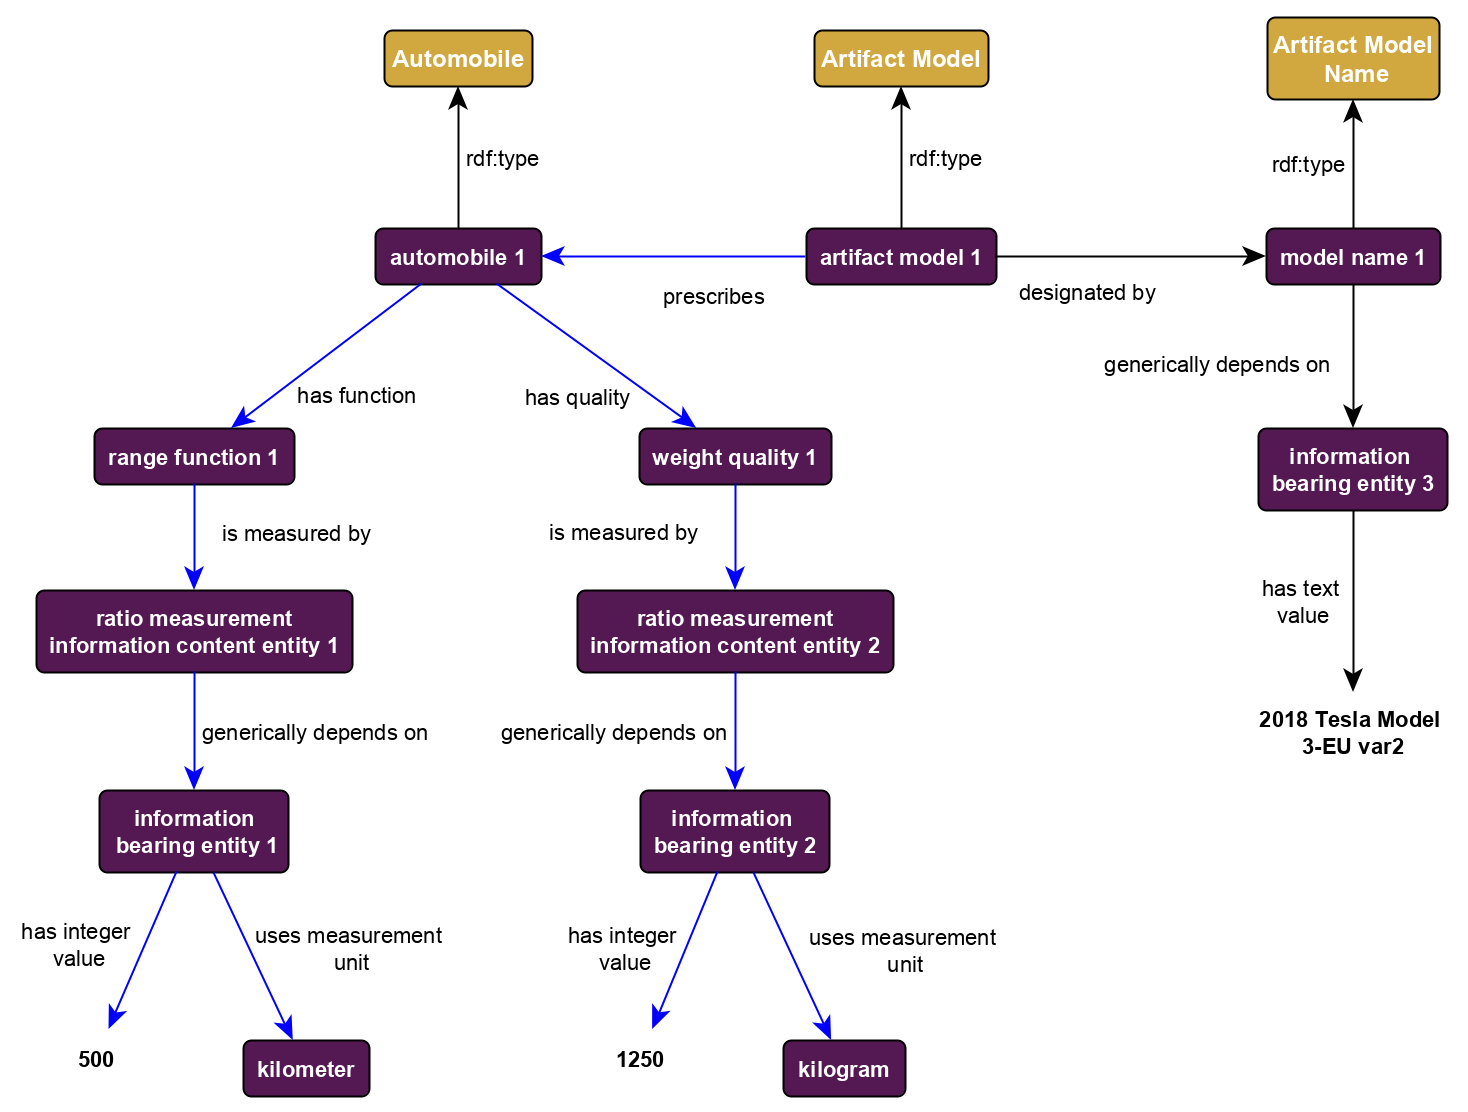 Automobile
Artifact Model
Artifact Model
Name
rdf:type
rdf:type
rdf:type
automobile 1
artifact model 1
model name 1
prescribes
designated by
generically depends on
has function
has quality
range function 1
weight quality 1
information
bearing entity 3
is measured by
is measured by
has text
value
ratio measurement
information content entity 1
ratio measurement
information content entity 2
2018 Tesla Model
3-EU var2
generically depends on
generically depends on
information
bearing entity 1
information
bearing entity 2
has integer
value
uses measurement
unit
has integer
value
uses measurement
unit
500
kilometer
1250
kilogram